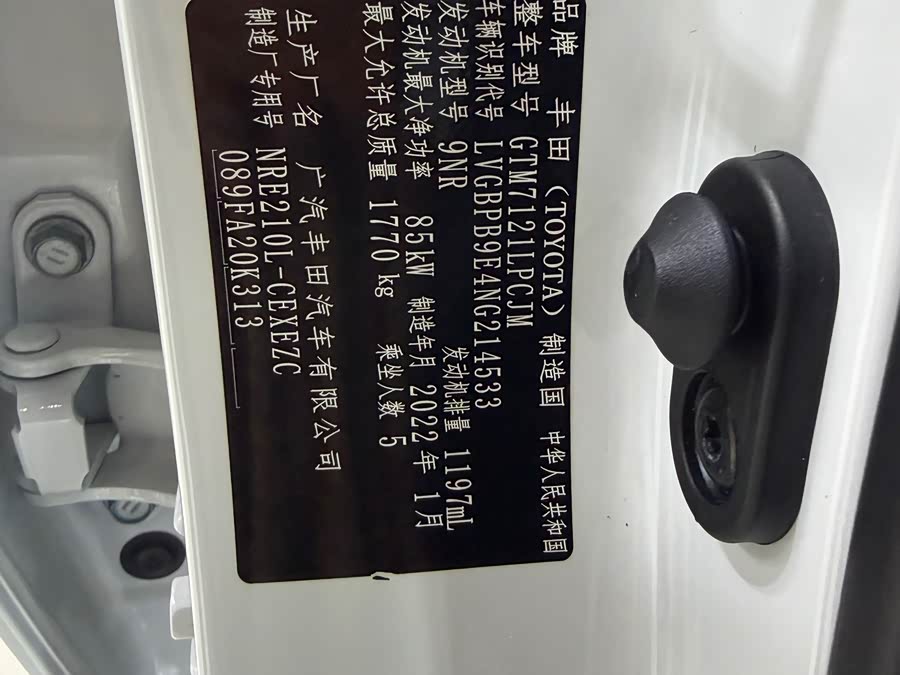 品牌 丰田（TOYOTA） 制造国 中华人民共和国
整车型号 GTM7121LPCJM
车辆识别代号 LVGBPB9E4NG214533
发动机型号 9NR 发动机排量 1197mL
发动机最大净功率 85kW 制造年月 2022年1月
最大允许总质量 1770kg 乘坐人数 5
生产厂名 广汽丰田汽车有限公司
制造厂专用号 NRE210L-CEXEZC
089FA20K313